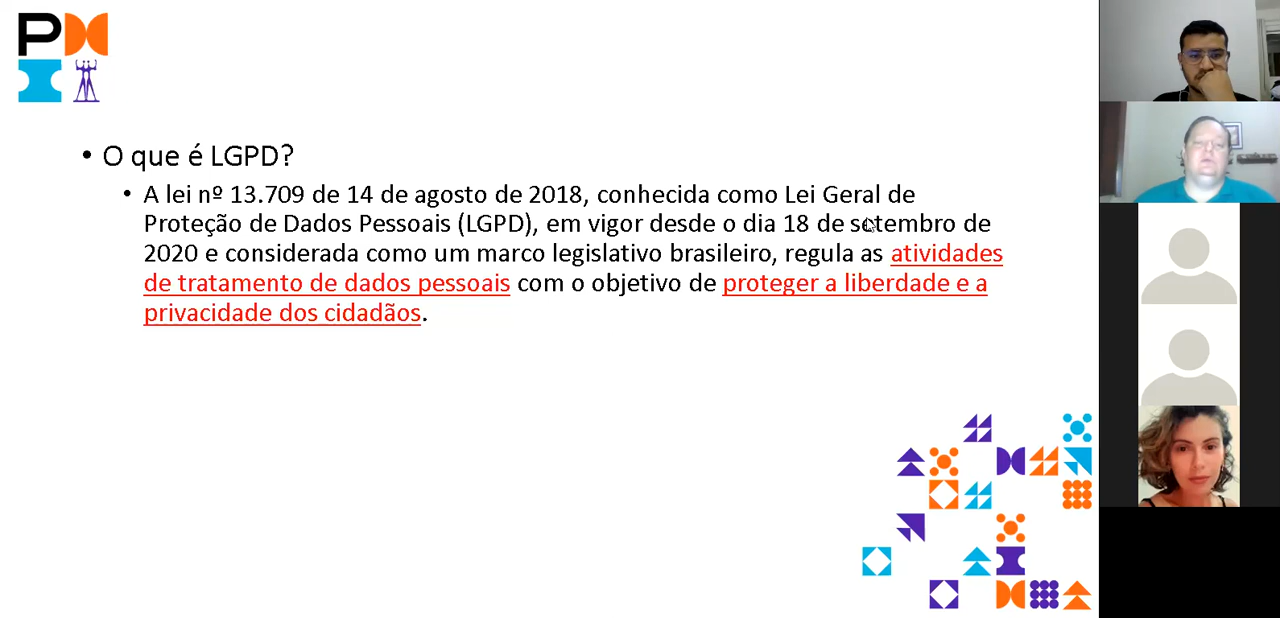 PMI
• O que é LGPD?
• A lei nº 13.709 de 14 de agosto de 2018, conhecida como Lei Geral de
Proteção de Dados Pessoais (LGPD), em vigor desde o dia 18 de setembro de
2020 e considerada como um marco legislativo brasileiro, regula as atividades
de tratamento de dados pessoais com o objetivo de proteger a liberdade e a
privacidade dos cidadãos.